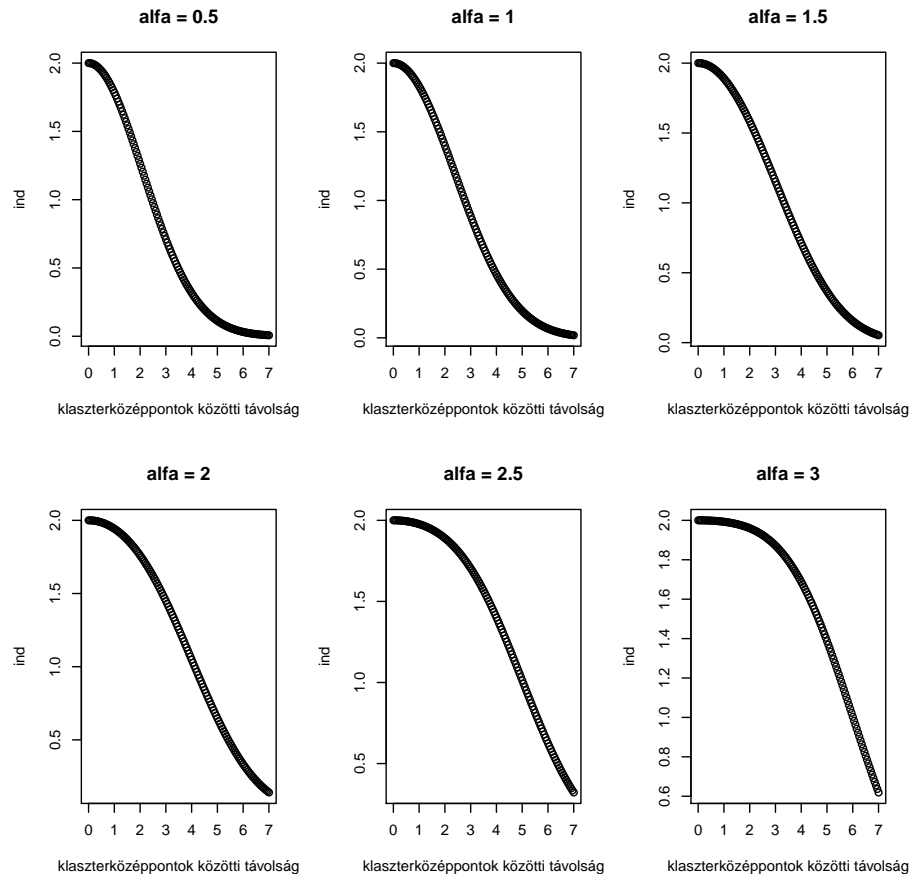 alfa = 0.5
alfa = 1
alfa = 1.5
2.0
1.5
1.0
0.5
0.0
ind
0 1 2 3 4 5 6 7
klaszterközéppontok közötti távolság
2.0
1.5
1.0
0.5
0.0
ind
0 1 2 3 4 5 6 7
klaszterközéppontok közötti távolság
2.0
1.5
1.0
0.5
0.0
ind
0 1 2 3 4 5 6 7
klaszterközéppontok közötti távolság
alfa = 2
alfa = 2.5
alfa = 3
2.0
1.5
1.0
0.5
ind
0 1 2 3 4 5 6 7
klaszterközéppontok közötti távolság
2.0
1.5
1.0
0.5
ind
0 1 2 3 4 5 6 7
klaszterközéppontok közötti távolság
2.0
1.8
1.6
1.4
1.2
1.0
0.8
0.6
ind
0 1 2 3 4 5 6 7
klaszterközéppontok közötti távolság